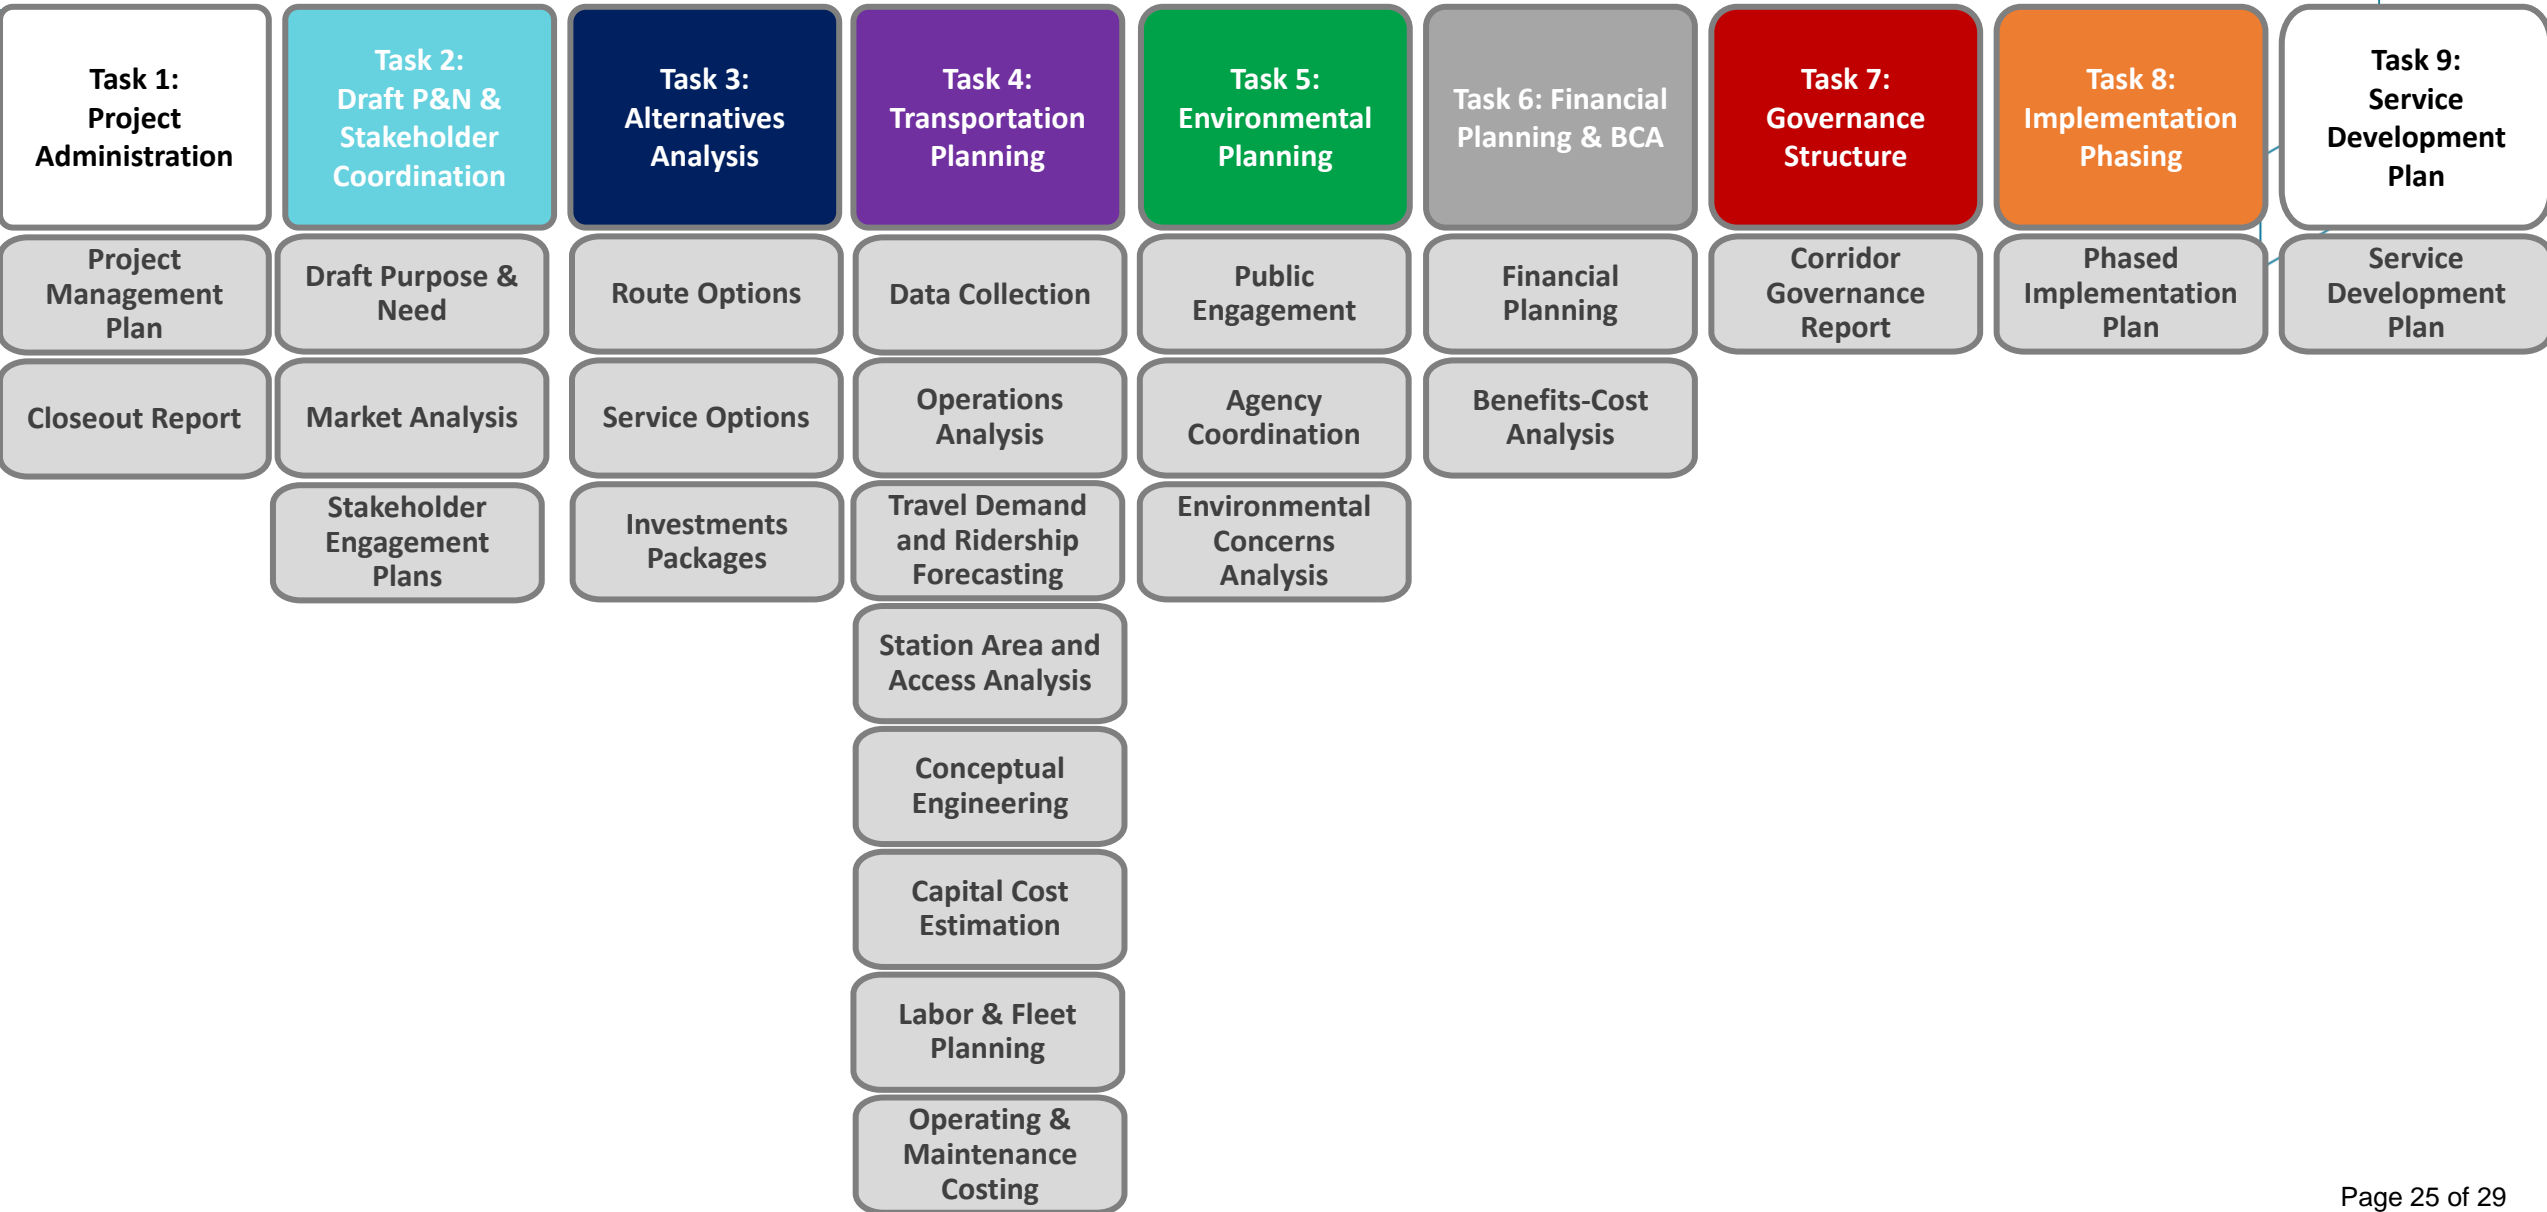 Task 1:
Project
Administration
Project
Management
Plan
Closeout Report
Task 2:
Draft P&N &
Stakeholder
Coordination
Draft Purpose &
Need
Market Analysis
Stakeholder
Engagement
Plans
Task 3:
Alternatives
Analysis
Route Options
Service Options
Investments
Packages
Task 4:
Transportation
Planning
Data Collection
Operations
Analysis
Travel Demand
and Ridership
Forecasting
Station Area and
Access Analysis
Conceptual
Engineering
Capital Cost
Estimation
Labor & Fleet
Planning
Operating &
Maintenance
Costing
Task 5:
Environmental
Planning
Public
Engagement
Agency
Coordination
Environmental
Concerns
Analysis
Task 6: Financial
Planning & BCA
Financial
Planning
Benefits-Cost
Analysis
Task 7:
Governance
Structure
Corridor
Governance
Report
Task 8:
Implementation
Phasing
Phased
Implementation
Plan
Task 9:
Service
Development
Plan
Service
Development
Plan
Page 25 of 29